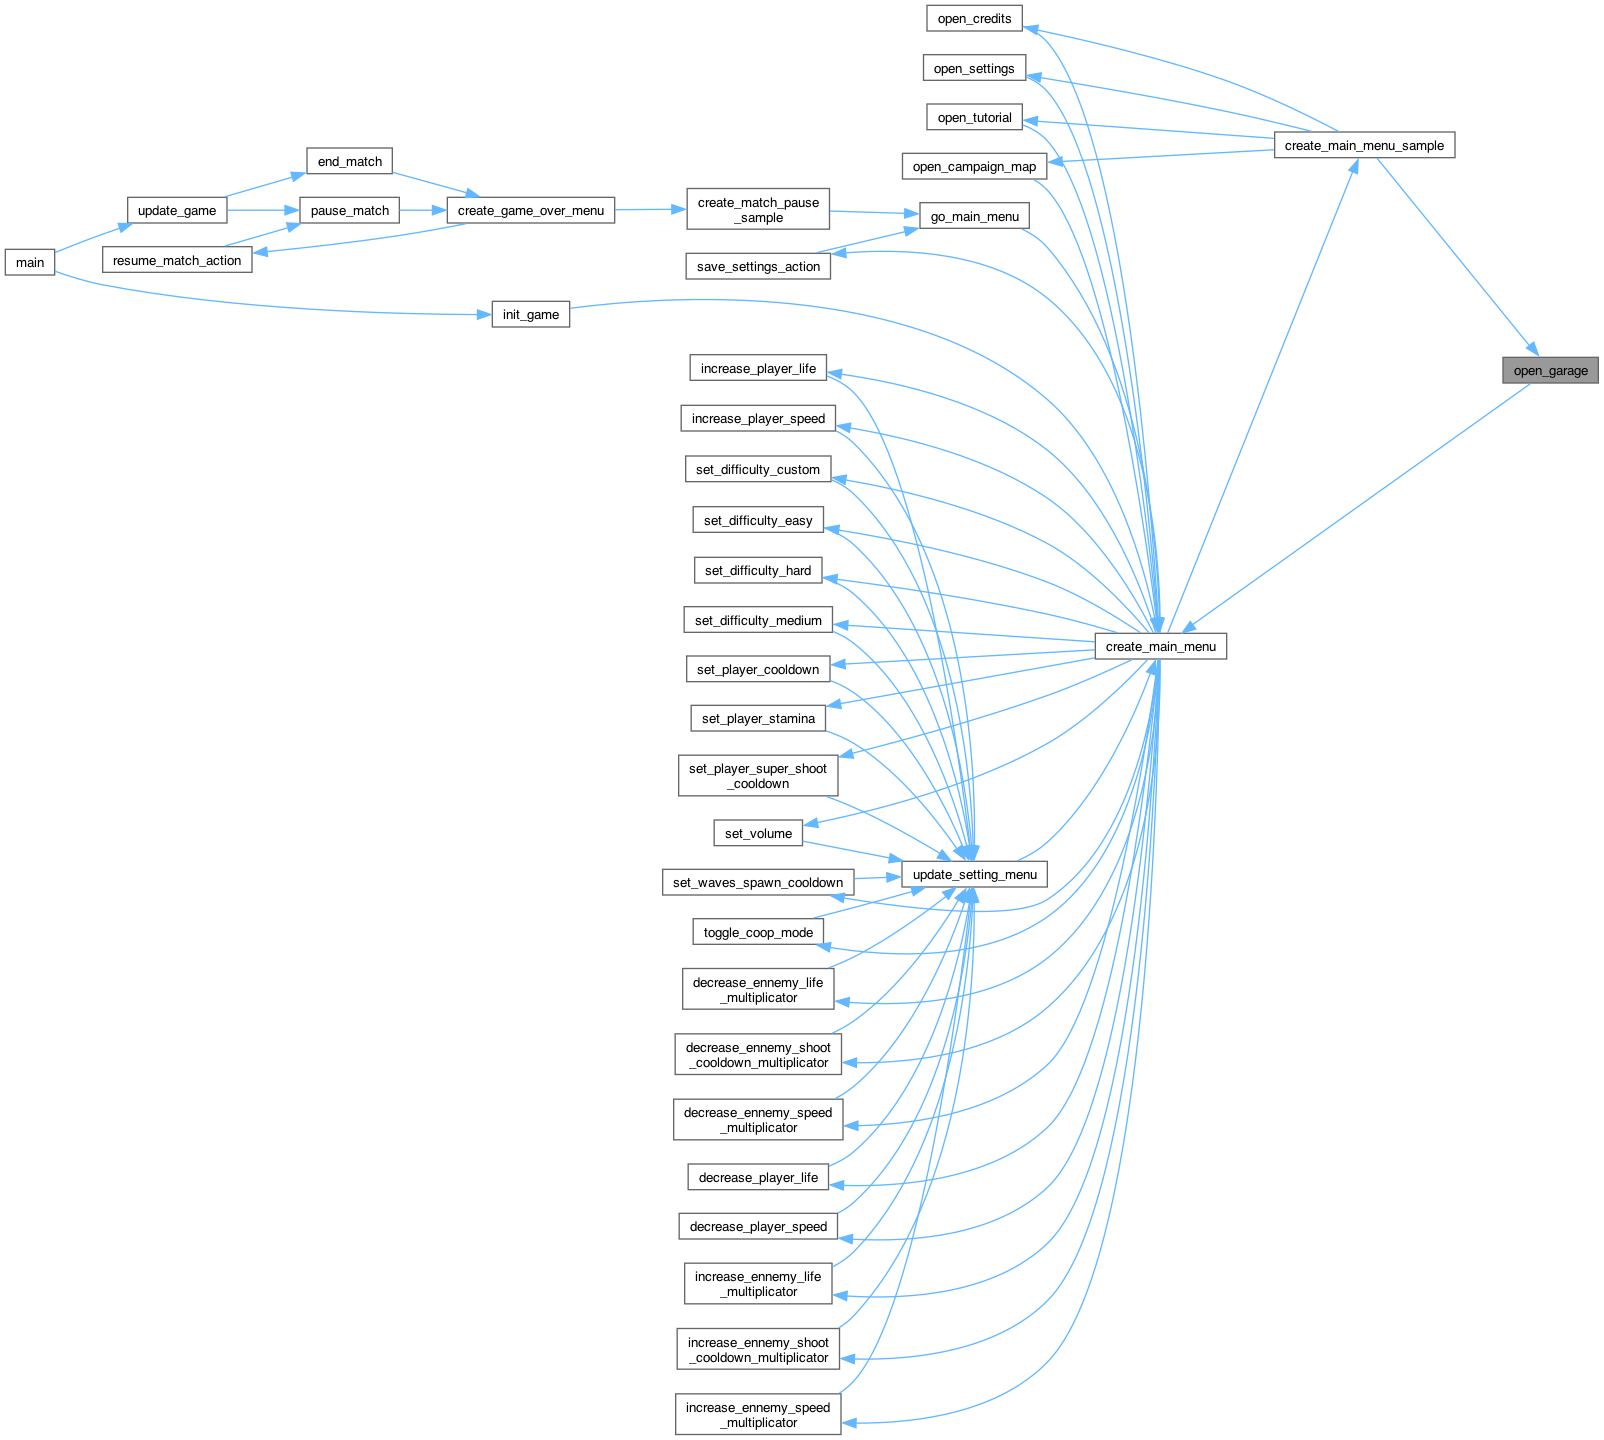 open_credits
open_settings
open_tutorial
create_main_menu_sample
end_match
open_campaign_map
update_game
pause_match
create_game_over_menu
create_match_pause
_sample
go_main_menu
main
resume_match_action
save_settings_action
init_game
increase_player_life
open_garage
increase_player_speed
set_difficulty_custom
set_difficulty_easy
set_difficulty_hard
set_difficulty_medium
create_main_menu
set_player_cooldown
set_player_stamina
set_player_super_shoot
_cooldown
set_volume
update_setting_menu
set_waves_spawn_cooldown
toggle_coop_mode
decrease_ennemy_life
_multiplicator
decrease_ennemy_shoot
_cooldown_multiplicator
decrease_ennemy_speed
_multiplicator
decrease_player_life
decrease_player_speed
increase_ennemy_life
_multiplicator
increase_ennemy_shoot
_cooldown_multiplicator
increase_ennemy_speed
_multiplicator